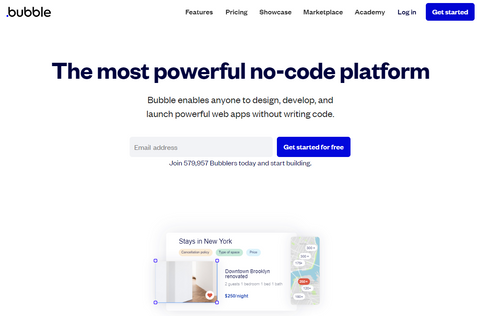 .bubble
Features Pricing Showcase Marketplace Academy Log in Get started
The most powerful no-code platform
Bubble enables anyone to design, develop, and
launch powerful web apps without writing code.
Email address Get started for free
Join 579,957 Bubblers today and start building.
Stays in New York
Cancellation policy Type of space Price
Downtown Brooklyn
renovated
2 guests 1 bedroom 1 bed 1 bath
$250 night